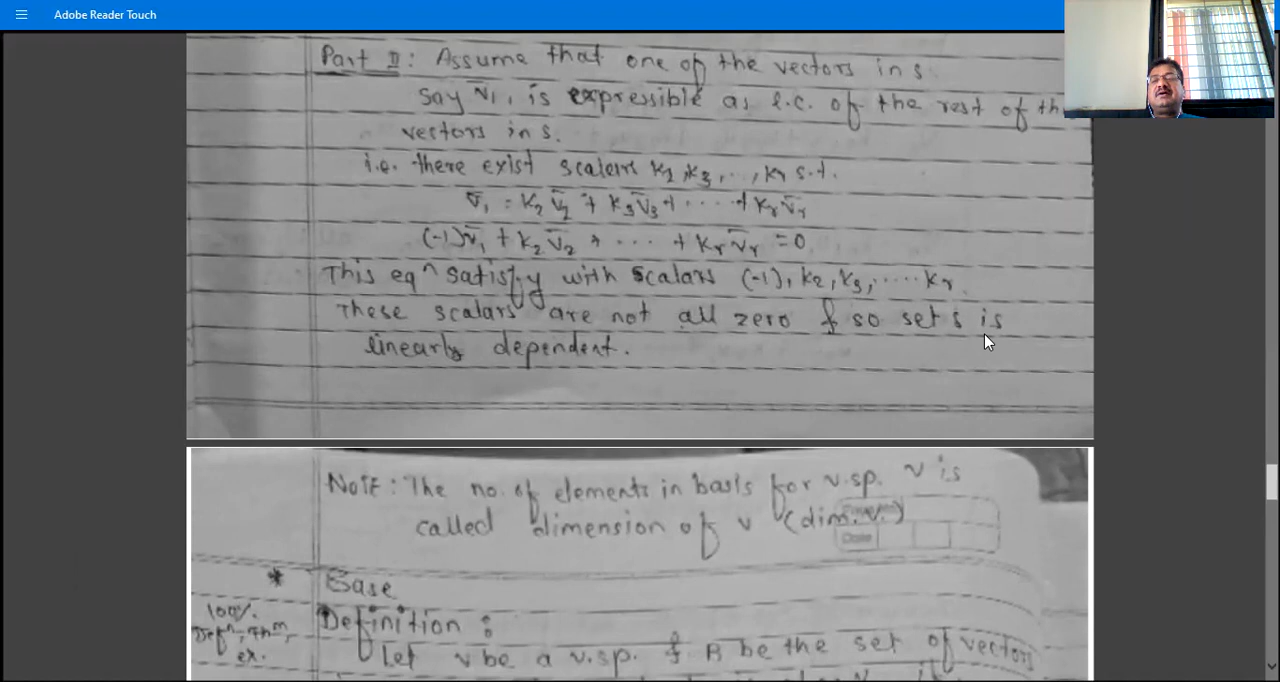 Adobe Reader Touch
Part II : Assume that one of the vectors in s
Say v̄1, is expressible as l.c. of the rest of th
vectors in s.
i.e. there exist scalars k2, k3, ..., kr s.t.
v̄1 = k2 v̄2 + k3 v̄3 + ..... + kr v̄r
(-1)v̄1 + k2 v̄2 + ... + kr v̄r = 0
This eqn satisfy with scalars (-1), k2, k3, ..... kr.
These scalars are not all zero & so set s is
linearly dependent.
Note : The no. of elements in basis for v.sp. v is
called dimension of v (dim. v.)
Date
* Base
100%. Definition :
Defn, Thm,
ex. Let v be a v.sp. & B be the set of vectors